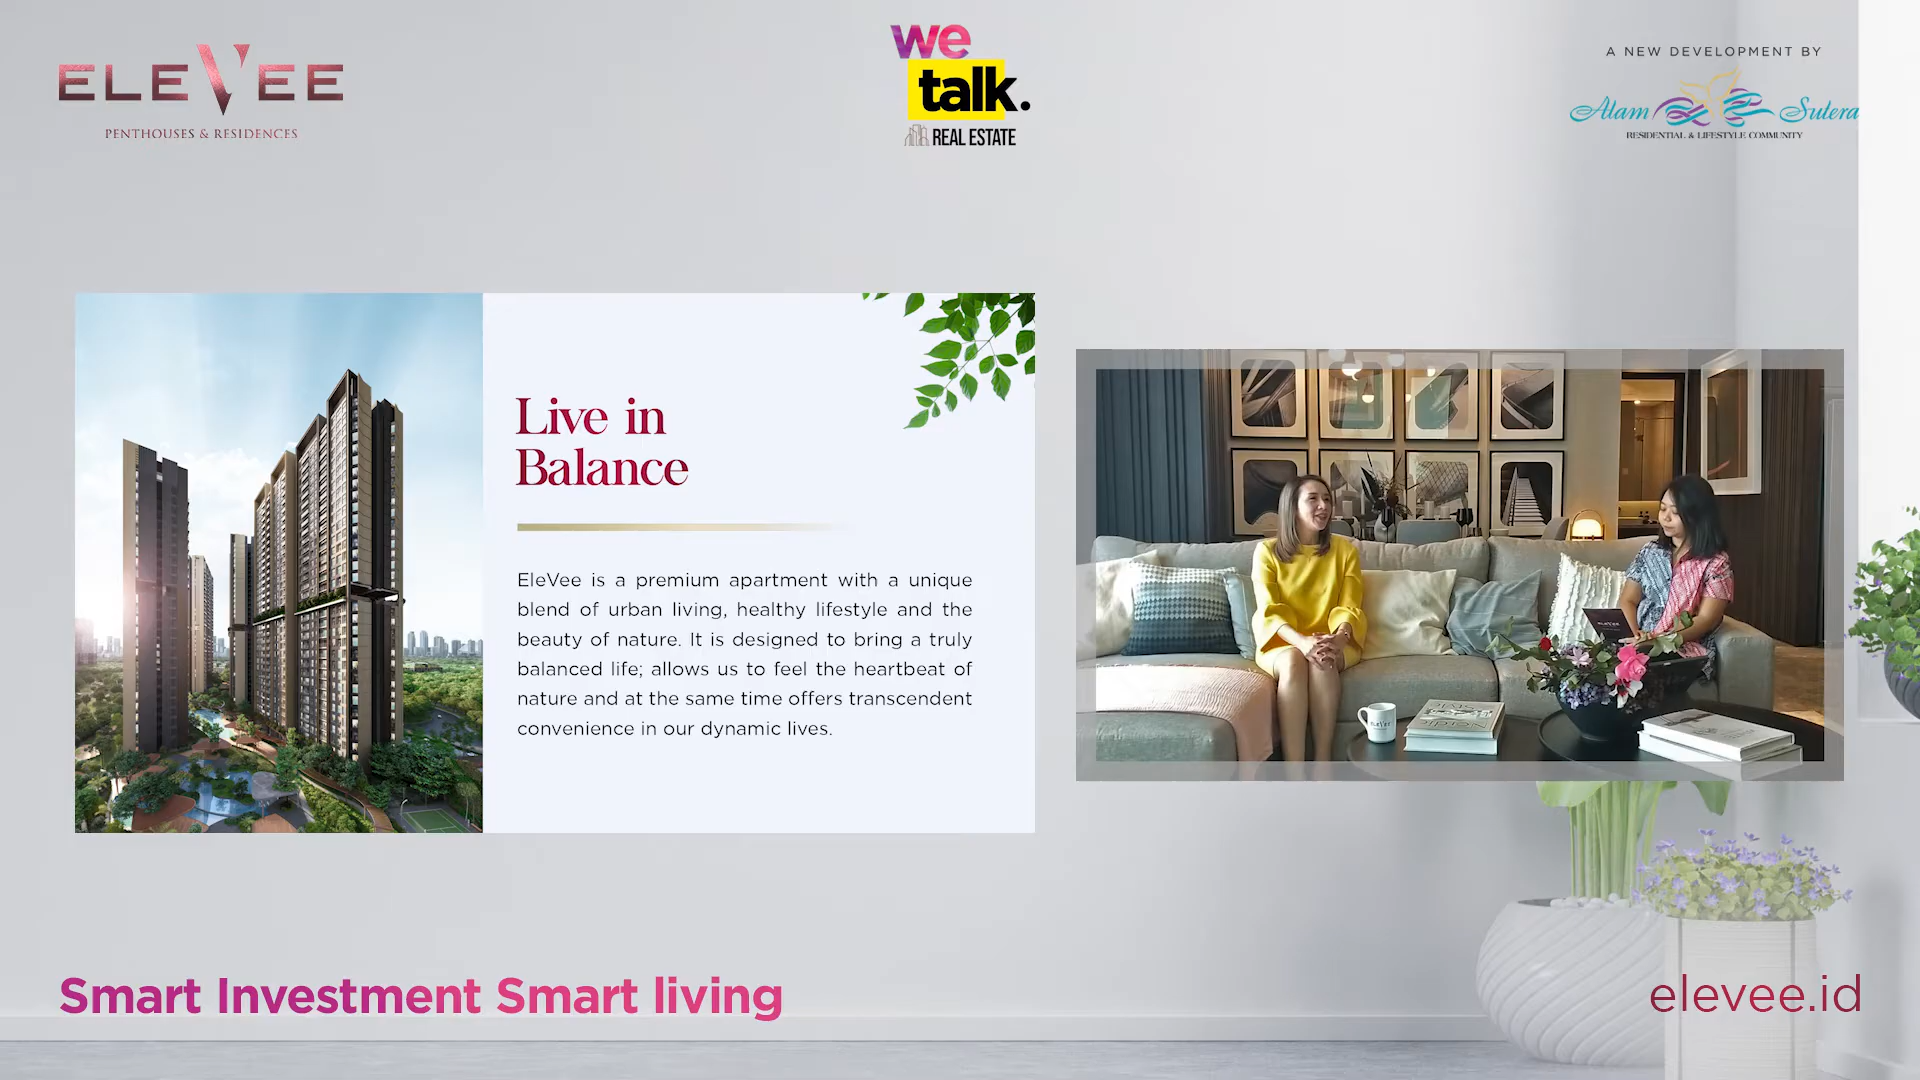 ELEVEE
PENTHOUSES & RESIDENCES
we
talk.
REAL ESTATE
A NEW DEVELOPMENT BY
Alam Sutera
RESIDENTIAL & LIFESTYLE COMMUNITY
Live in
Balance
EleVee is a premium apartment with a unique
blend of urban living, healthy lifestyle and the
beauty of nature. It is designed to bring a truly
balanced life; allows us to feel the heartbeat of
nature and at the same time offers transcendent
convenience in our dynamic lives.
ELEVEE
Smart Investment Smart living
elevee.id